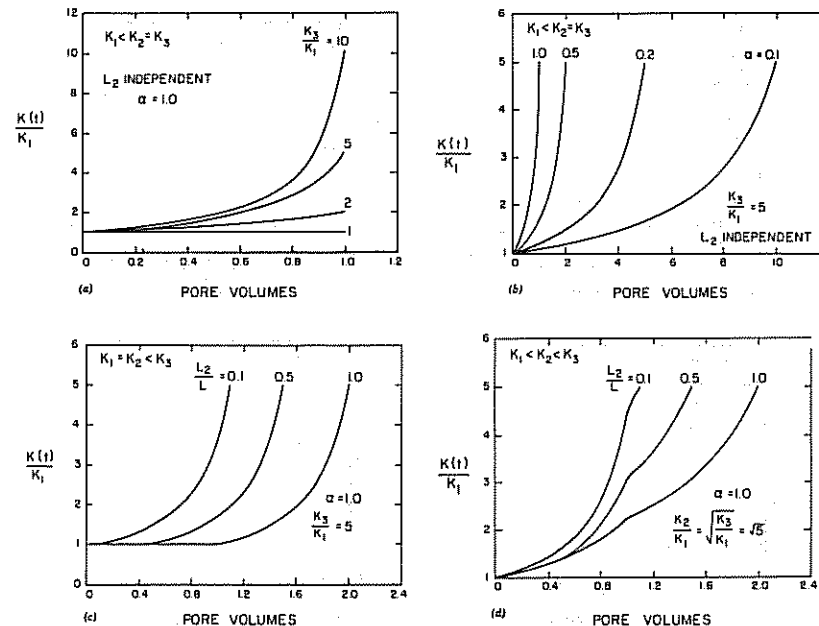 K₁ < K₂ = K₃
K₃/K₁ = 10
L₂ INDEPENDENT
α = 1.0
5
2
1
K(t)/K₁
12
10
8
6
4
2
0
0 0.2 0.4 0.6 0.8 1.0 1.2
(a) PORE VOLUMES
K₁ < K₂ = K₃
1.0 0.5 0.2 α = 0.1
K₃/K₁ = 5
L₂ INDEPENDENT
K(t)/K₁
6
5
4
3
2
1
0 2 4 6 8 10
(b) PORE VOLUMES
K₁ = K₂ < K₃
L₂/L = 0.1 0.5 1.0
α = 1.0
K₃/K₁ = 5
K(t)/K₁
6
5
4
3
2
1
0
0 0.4 0.8 1.2 1.6 2.0 2.4
(c) PORE VOLUMES
K₁ < K₂ < K₃
L₂/L = 0.1 0.5 1.0
α = 1.0
K₂/K₁ = √(K₃/K₁) = √5
K(t)/K₁
6
5
4
3
2
1
0 0.4 0.8 1.2 1.6 2.0 2.4
(d) PORE VOLUMES